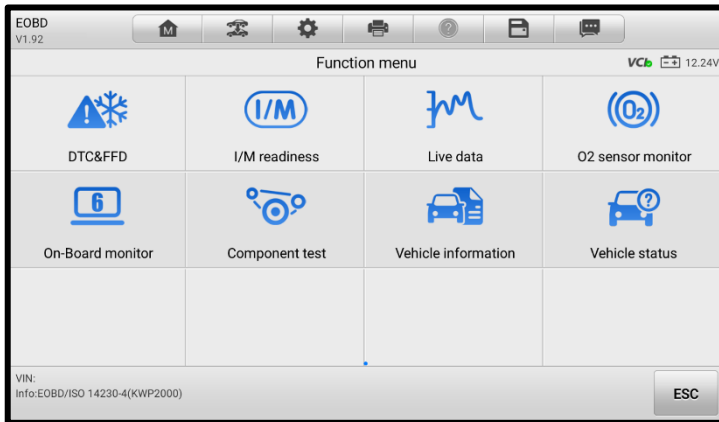 EOBD
V1.92
M
Function menu
VCI 12.24V
DTC&FFD
I/M
I/M readiness
Live data
O2
O2 sensor monitor
6
On-Board monitor
Component test
Vehicle information
Vehicle status
VIN:
Info:EOBD/ISO 14230-4(KWP2000)
ESC